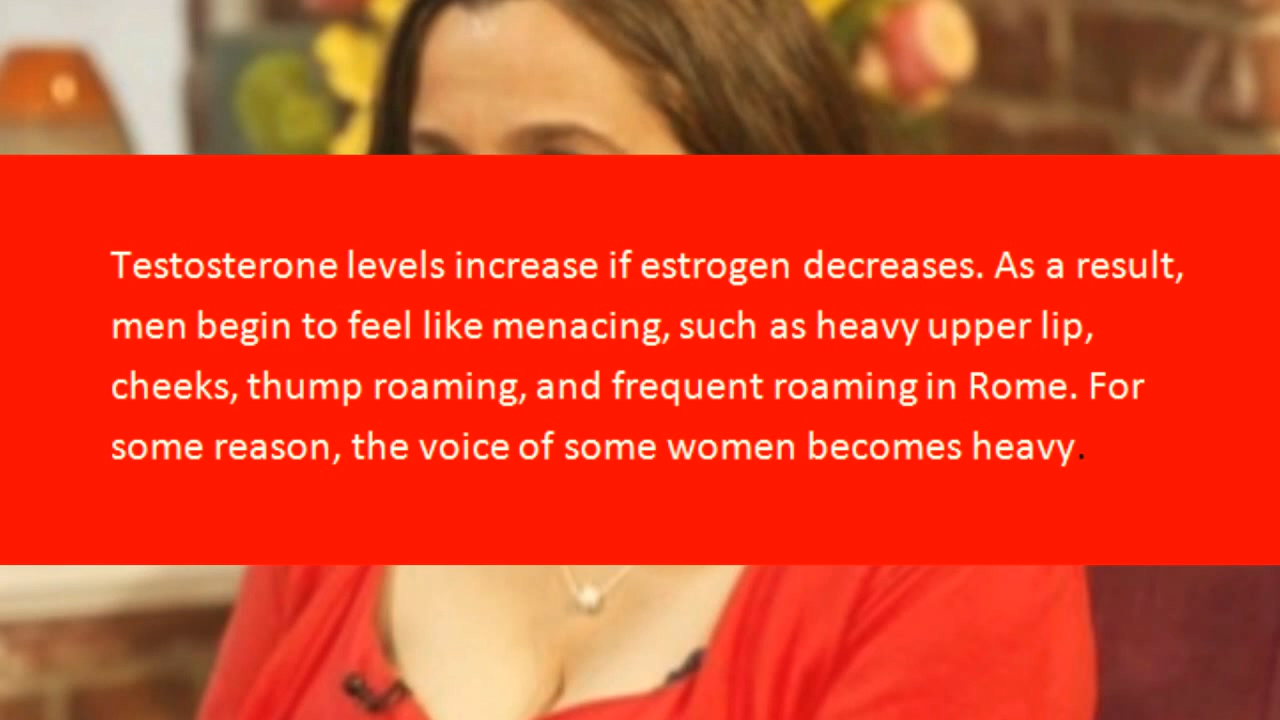 Testosterone levels increase if estrogen decreases. As a result,
men begin to feel like menacing, such as heavy upper lip,
cheeks, thump roaming, and frequent roaming in Rome. For
some reason, the voice of some women becomes heavy.